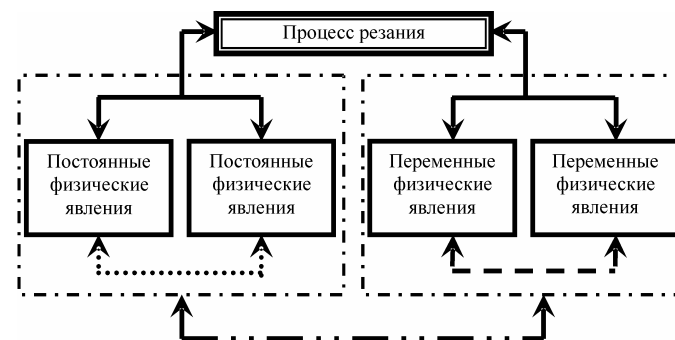 Процесс резания
Постоянные
физические
явления
Постоянные
физические
явления
Переменные
физические
явления
Переменные
физические
явления